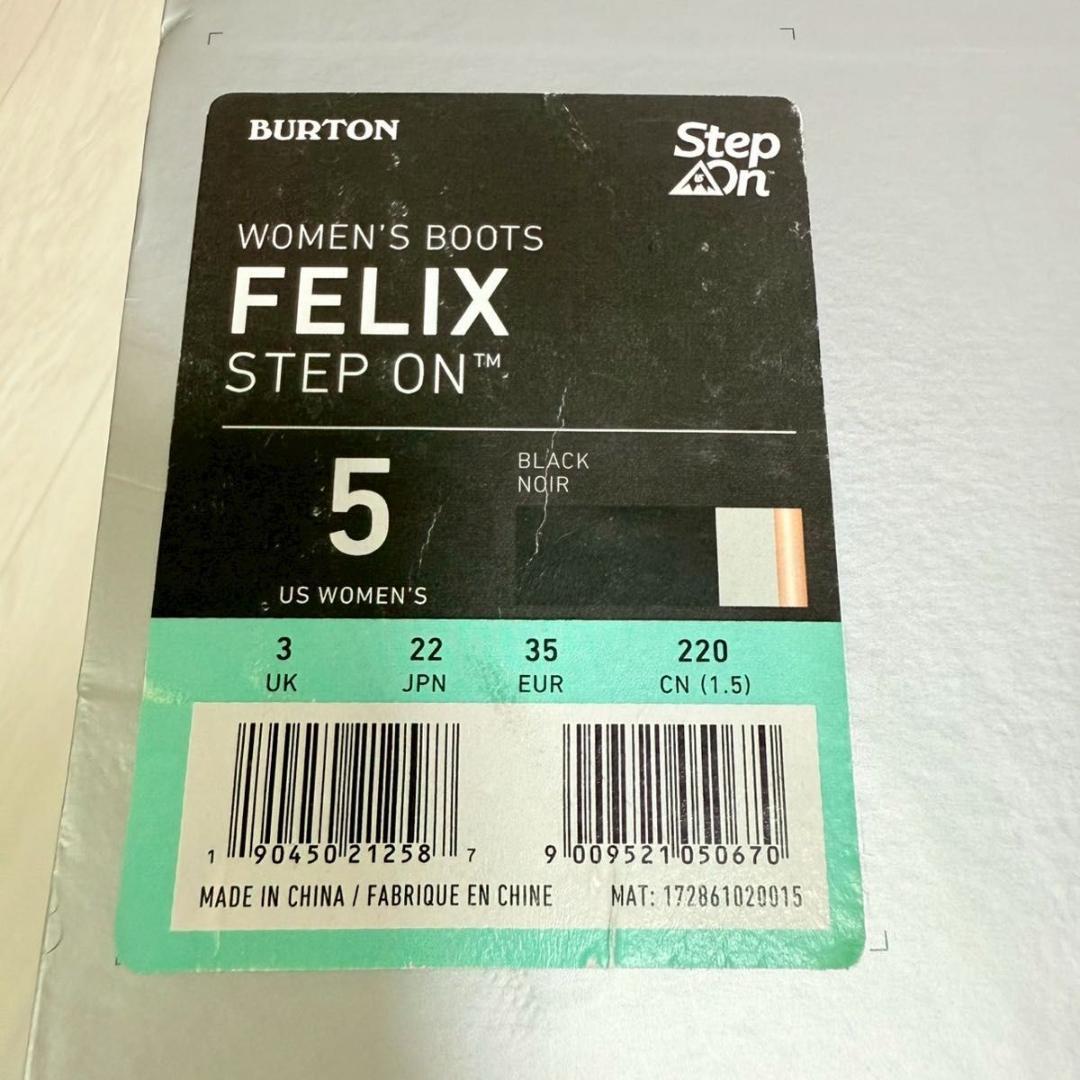 BURTON
Step On™
WOMEN'S BOOTS
FELIX
STEP ON™
5
US WOMEN'S
BLACK
NOIR
3 22 35 220
UK JPN EUR CN (1.5)
1 90450 21258 7
9 009521 050670
MADE IN CHINA / FABRIQUE EN CHINE
MAT: 172861020015